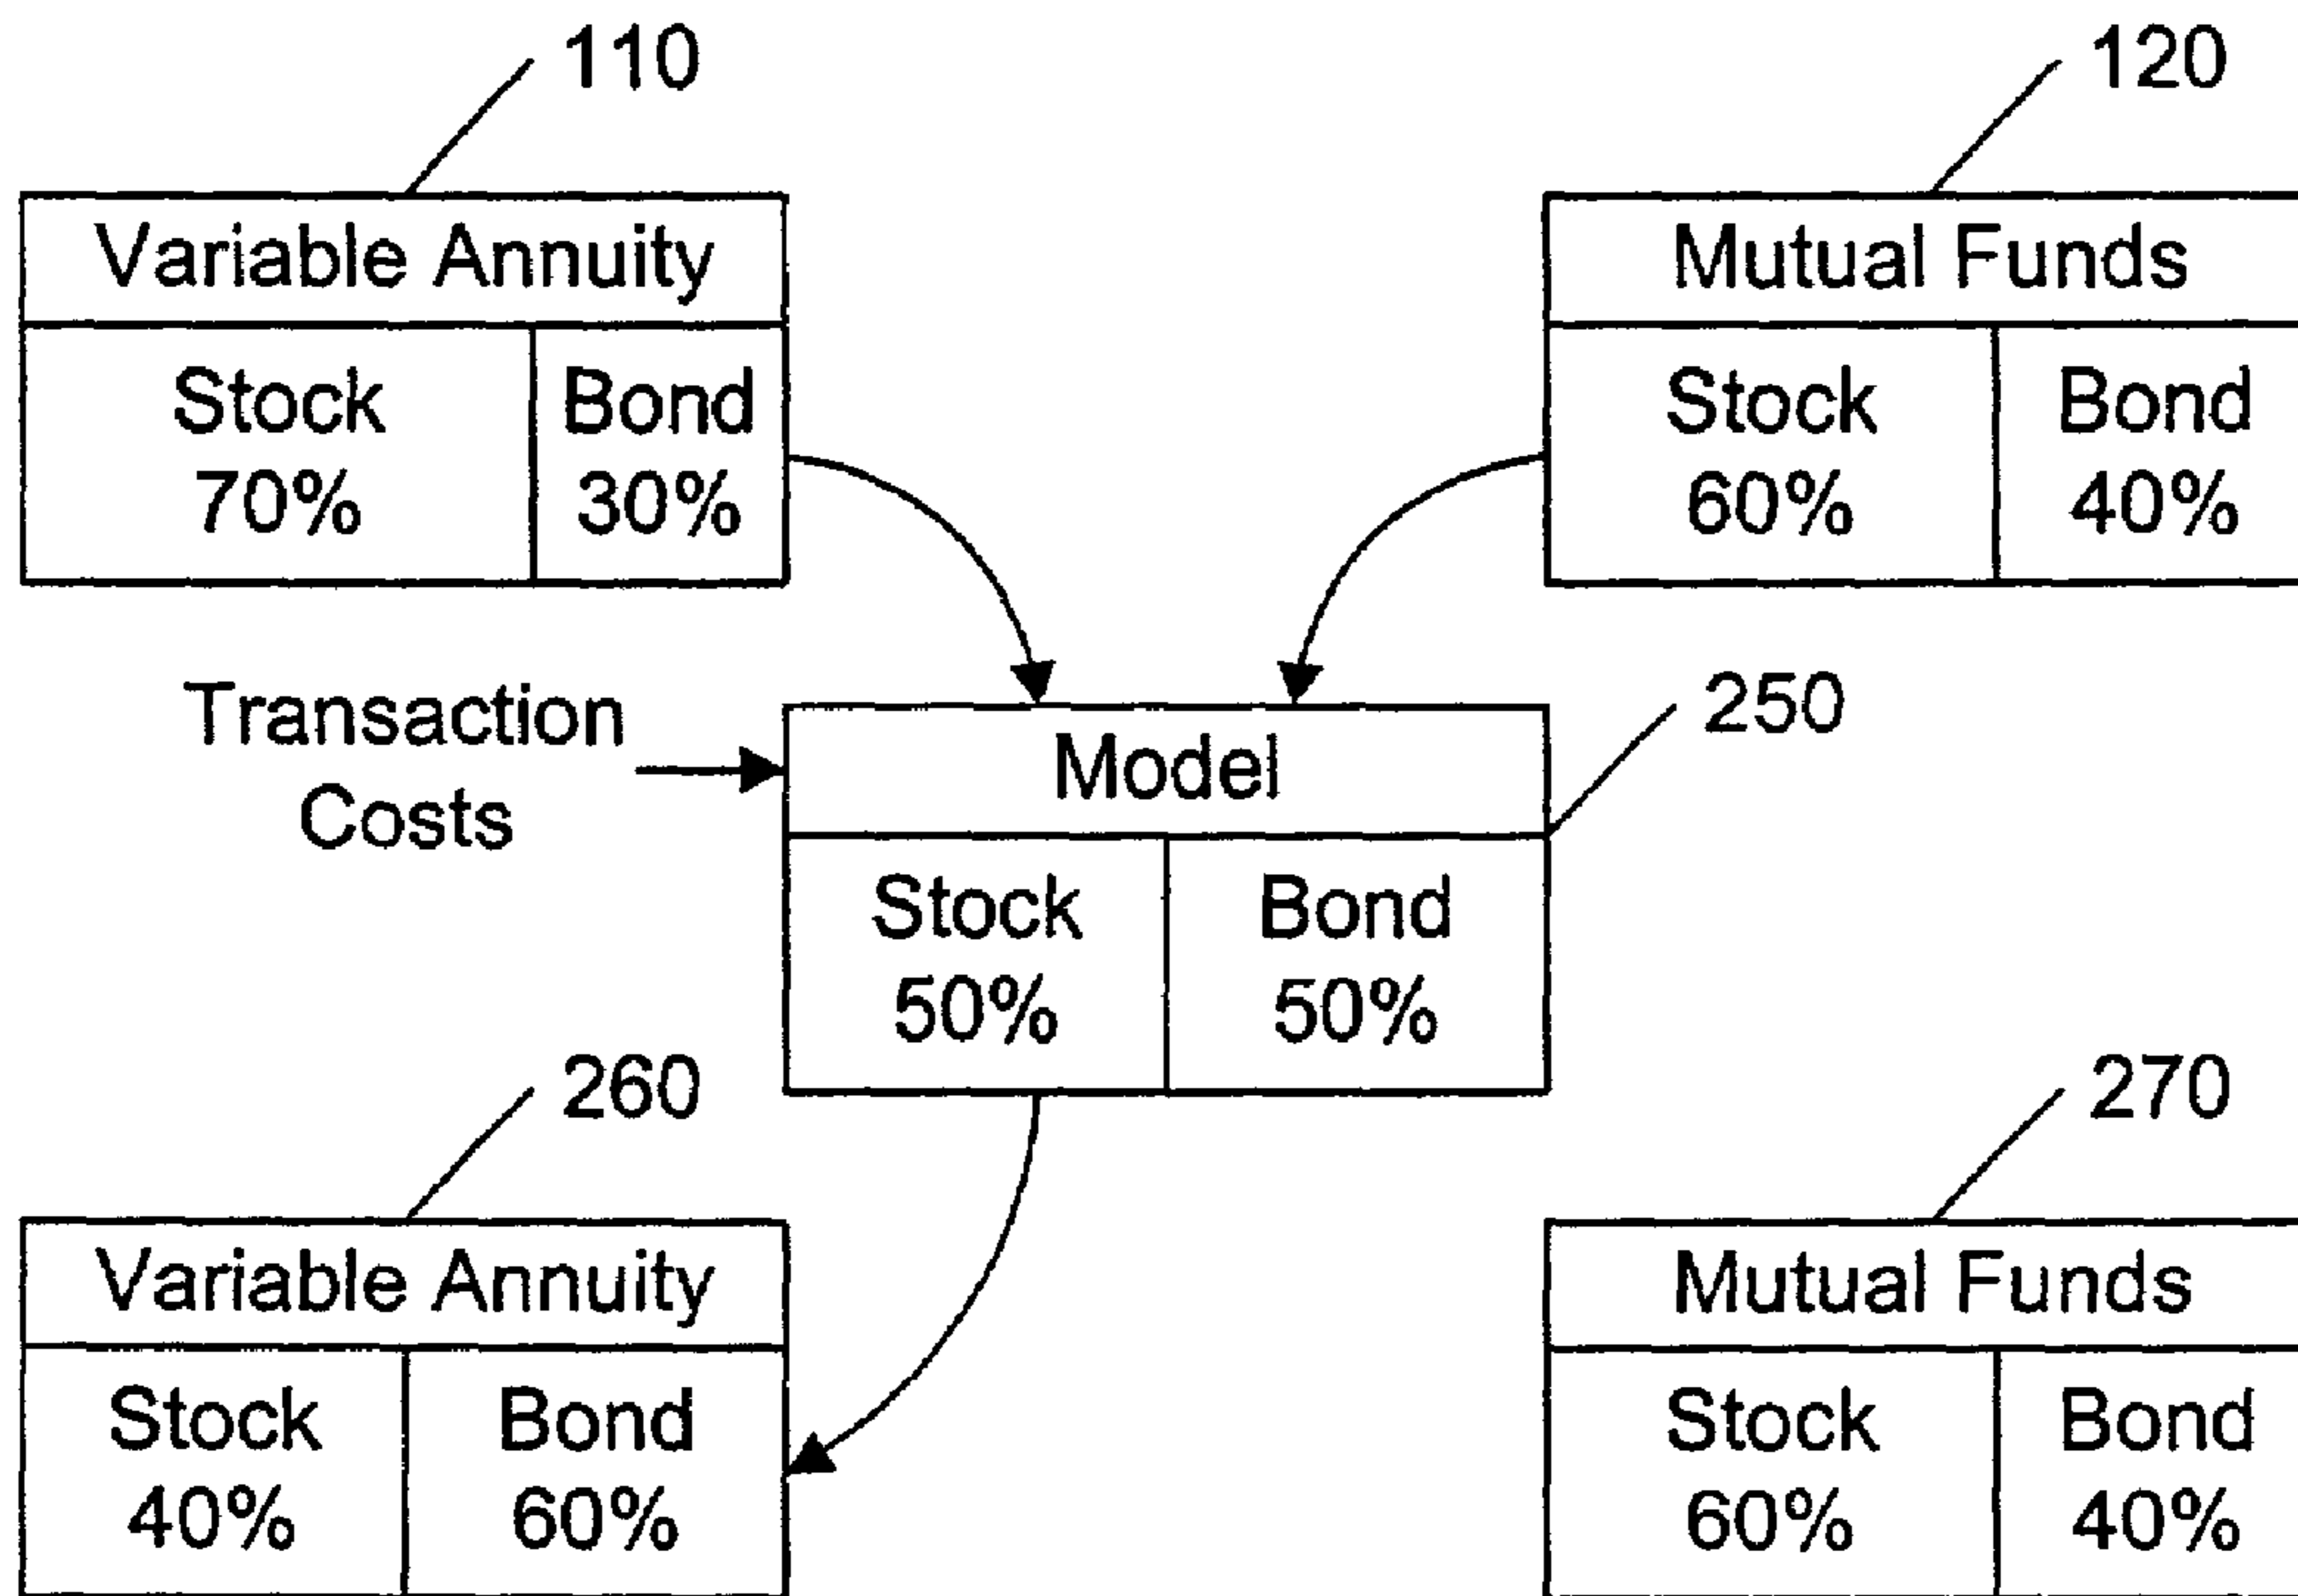 110
120
Variable Annuity
Mutual Funds
Stock
70%
Bond
30%
Stock
60%
Bond
40%
Transaction
Costs
Model
250
Stock
50%
Bond
50%
260
270
Variable Annuity
Mutual Funds
Stock
40%
Bond
60%
Stock
60%
Bond
40%